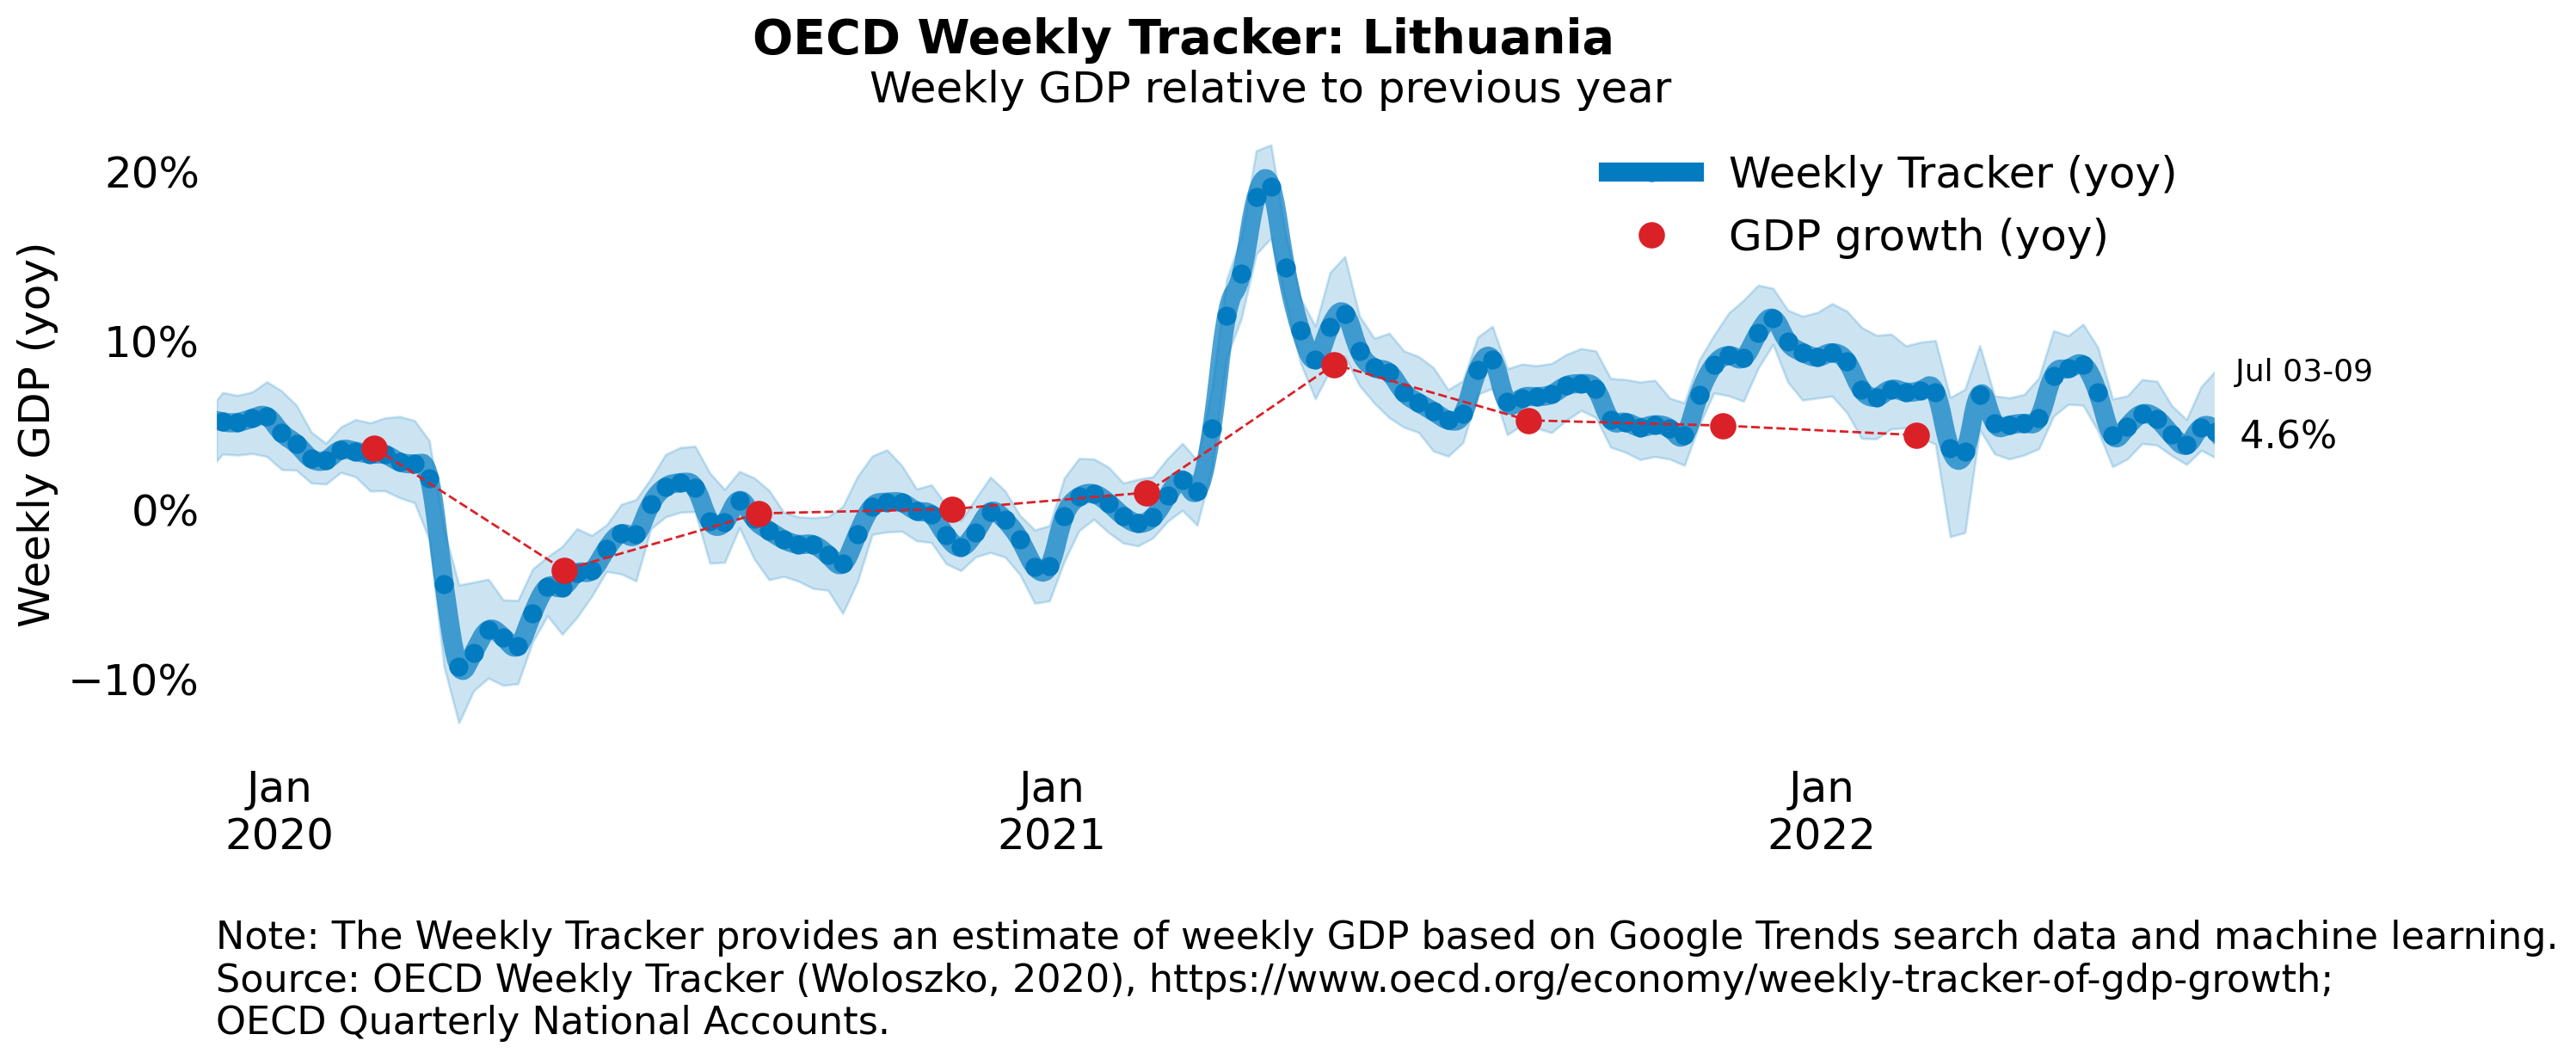 OECD Weekly Tracker: Lithuania
Weekly GDP relative to previous year
Weekly Tracker (yoy)
GDP growth (yoy)
Weekly GDP (yoy)
20%
10%
0%
−10%
Jul 03-09
4.6%
Jan
2020
Jan
2021
Jan
2022
Note: The Weekly Tracker provides an estimate of weekly GDP based on Google Trends search data and machine learning.
Source: OECD Weekly Tracker (Woloszko, 2020), https://www.oecd.org/economy/weekly-tracker-of-gdp-growth;
OECD Quarterly National Accounts.